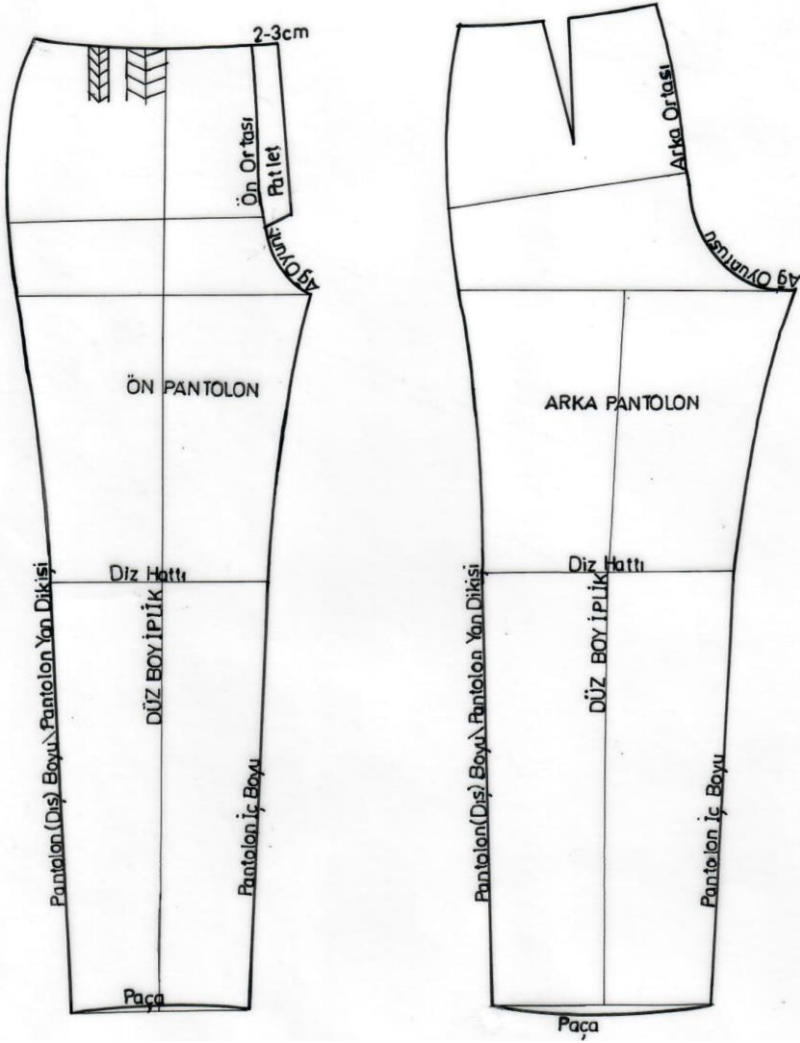 2-3cm
Ön Ortası
Patlet
Ağ Oyunt
ÖN PANTOLON
Diz Hattı
DÜZ BOY İPLİK
Pantolon (Dış) Boyu\Pantolon Yan Dikişi
Pantolon İç Boyu
Paça
Arka Ortası
Ağ Oyuntusu
ARKA PANTOLON
Diz Hattı
DÜZ BOY İPLİK
Pantolon(Dış) Boyu\Pantolon Yan Dikişi
Pantolon İç Boyu
Paça